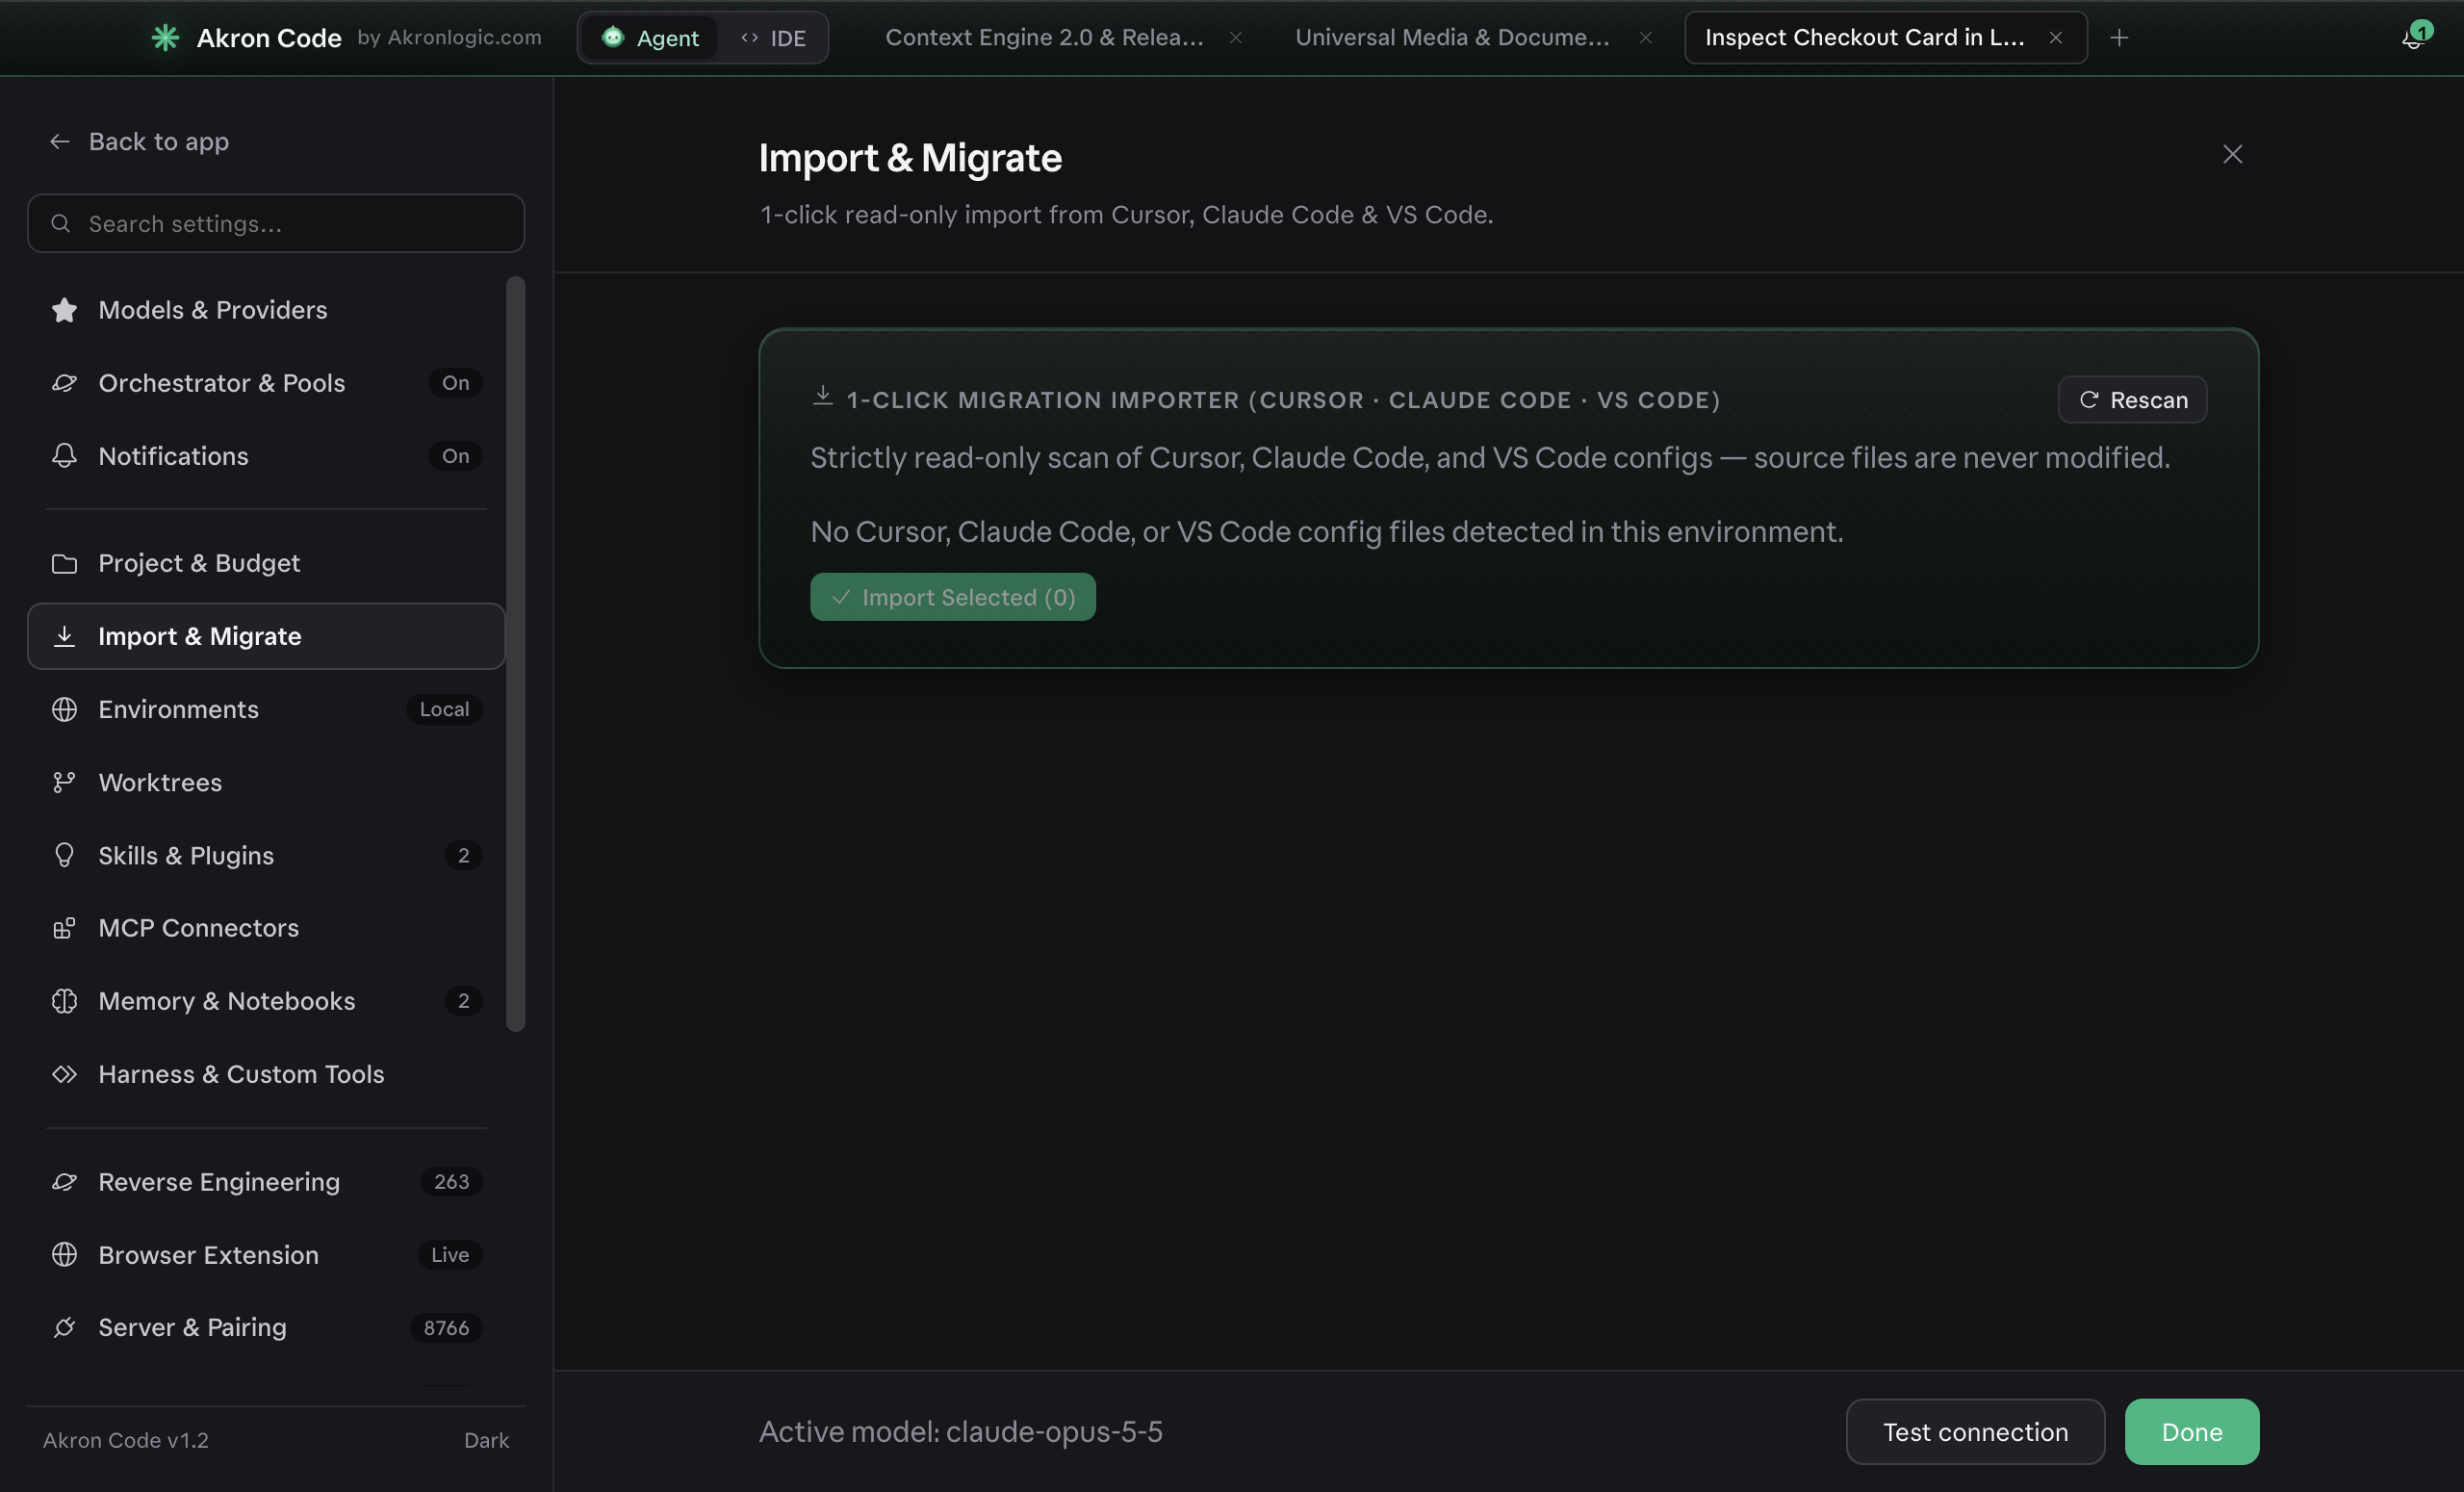 Akron Code by Akronlogic.com
Agent
IDE
Context Engine 2.0 & Relea...
Universal Media & Docume...
Inspect Checkout Card in L...
1
Back to app
Search settings...
Models & Providers
Orchestrator & Pools On
Notifications On
Project & Budget
Import & Migrate
Environments Local
Worktrees
Skills & Plugins 2
MCP Connectors
Memory & Notebooks 2
Harness & Custom Tools
Reverse Engineering 263
Browser Extension Live
Server & Pairing 8766
Akron Code v1.2 Dark
Import & Migrate
1-click read-only import from Cursor, Claude Code & VS Code.
1-CLICK MIGRATION IMPORTER (CURSOR · CLAUDE CODE · VS CODE)
Rescan
Strictly read-only scan of Cursor, Claude Code, and VS Code configs — source files are never modified.
No Cursor, Claude Code, or VS Code config files detected in this environment.
Import Selected (0)
Active model: claude-opus-5-5
Test connection
Done